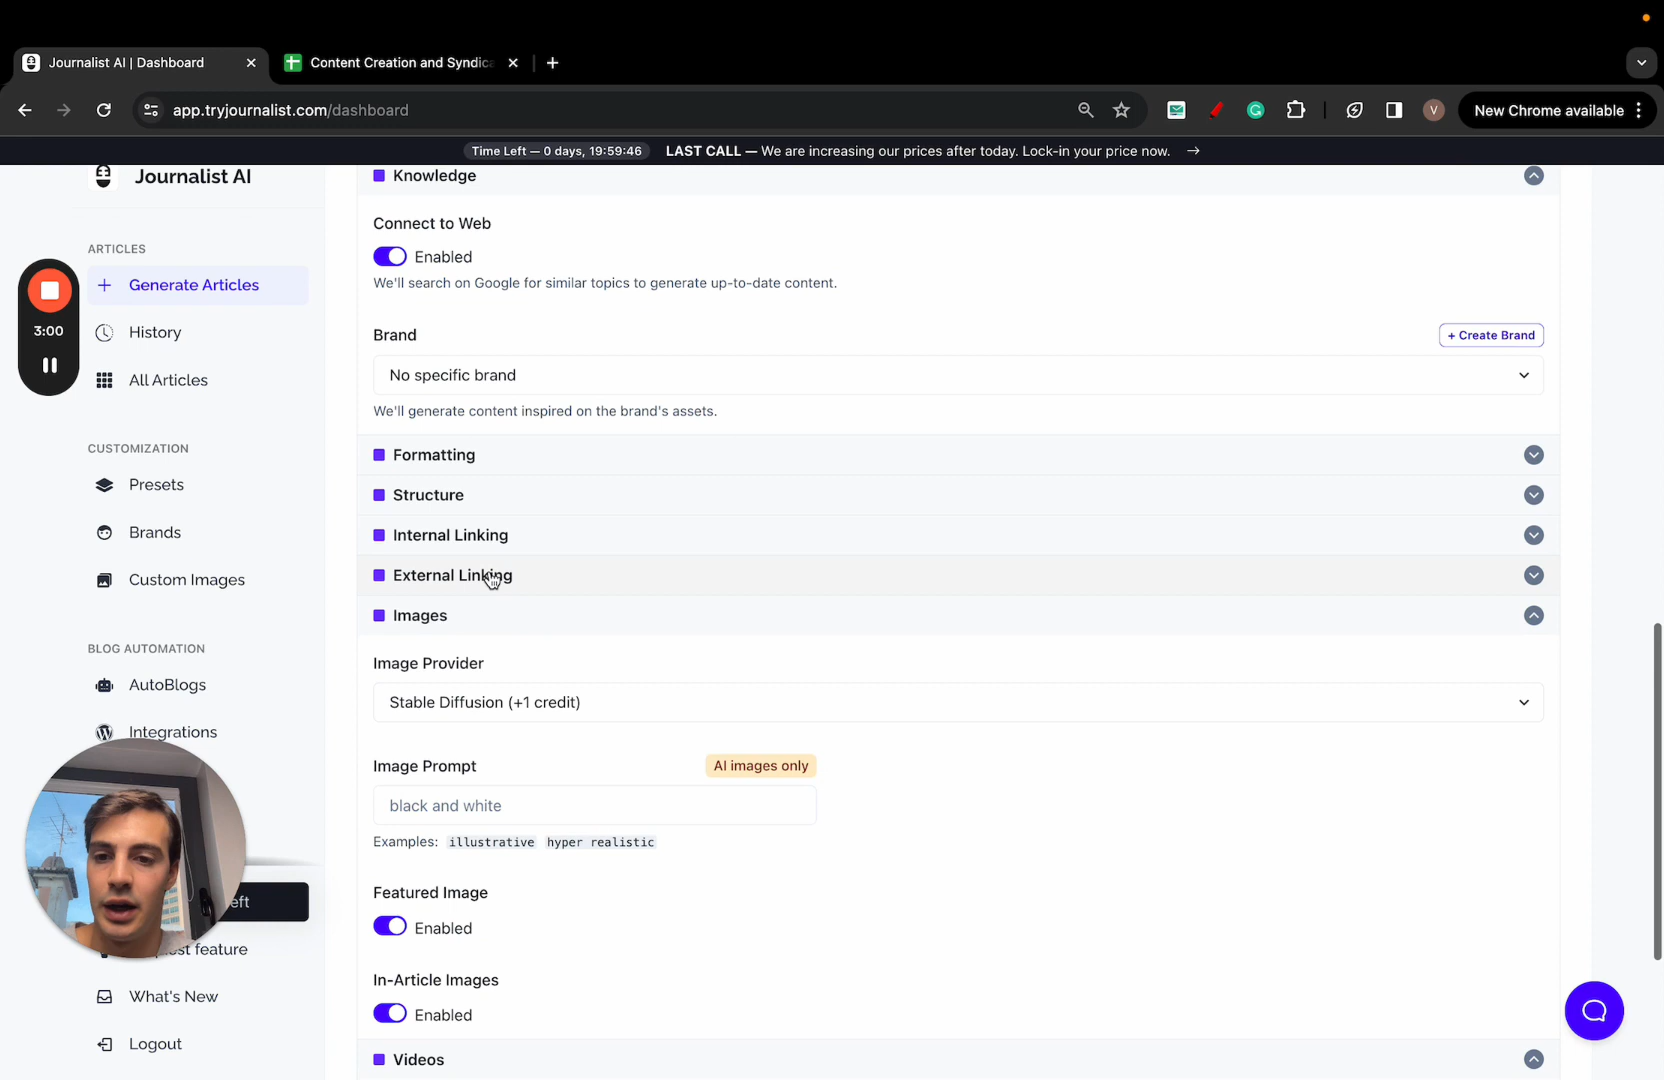 Journalist AI | Dashboard
Content Creation and Syndica
app.tryjournalist.com/dashboard
V
New Chrome available
Time Left — 0 days, 19:59:46
LAST CALL — We are increasing our prices after today. Lock-in your price now. →
Journalist AI
ARTICLES
+ Generate Articles
3:00
History
All Articles
CUSTOMIZATION
Presets
Brands
Custom Images
BLOG AUTOMATION
AutoBlogs
Integrations
eft
st feature
What's New
Logout
Knowledge
Connect to Web
Enabled
We'll search on Google for similar topics to generate up-to-date content.
Brand
+ Create Brand
No specific brand
We'll generate content inspired on the brand's assets.
Formatting
Structure
Internal Linking
External Linking
Images
Image Provider
Stable Diffusion (+1 credit)
Image Prompt
AI images only
black and white
Examples: illustrative hyper realistic
Featured Image
Enabled
In-Article Images
Enabled
Videos